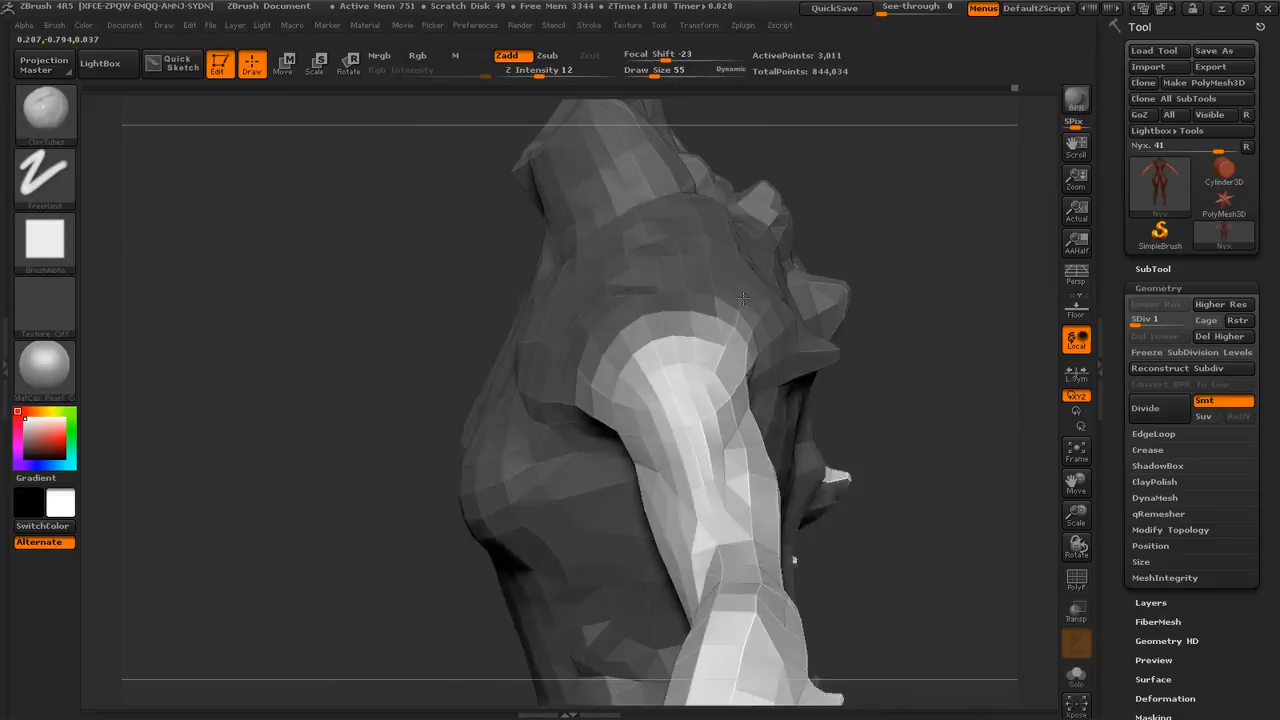 ZBrush 4R5 [XFCE-ZPQW-EMQQ-AMNJ-SYDN] ZBrush Document • Active Mem 751 • Scratch Disk 49 • Free Mem 3344 • ZTime▸1.808 Timer▸0.028 QuickSave See-through 0 Menus DefaultZScript
Alpha Brush Color Document Draw Edit File Layer Light Macro Marker Material Movie Picker Preferences Render Stencil Stroke Texture Tool Transform Zplugin Zscript
0.207,-0.794,0.037
Projection Master
LightBox
Quick Sketch
Edit
Draw
Move
Scale
Rotate
Mrgb Rgb M
Rgb Intensity
Zadd Zsub Zcut
Z Intensity 12
Focal Shift -23
Draw Size 55 Dynamic
ActivePoints: 3,011
TotalPoints: 844,034
ClayTubes
FreeHand
BrushAlpha
Texture Off
MatCap Pearl C
Gradient
SwitchColor
Alternate
BPR
SPix
Scroll
Zoom
Actual
AAHalf
Persp
Floor
Local
L.Sym
XYZ
Frame
Move
Scale
Rotate
PolyF
Transp
Solo
Xpose
Tool
Load Tool Save As
Import Export
Clone Make PolyMesh3D
Clone All SubTools
GoZ All Visible R
Lightbox▸Tools
Nyx. 41 R
Nyx
Cylinder3D
PolyMesh3D
SimpleBrush Nyx
SubTool
Geometry
Lower Res Higher Res
SDiv 1 Cage Rstr
Del Lower Del Higher
Freeze SubDivision Levels
Reconstruct Subdiv
Convert BPR To Geo
Divide Smt
Suv ReUV
EdgeLoop
Crease
ShadowBox
ClayPolish
DynaMesh
qRemesher
Modify Topology
Position
Size
MeshIntegrity
Layers
FiberMesh
Geometry HD
Preview
Surface
Deformation
Masking